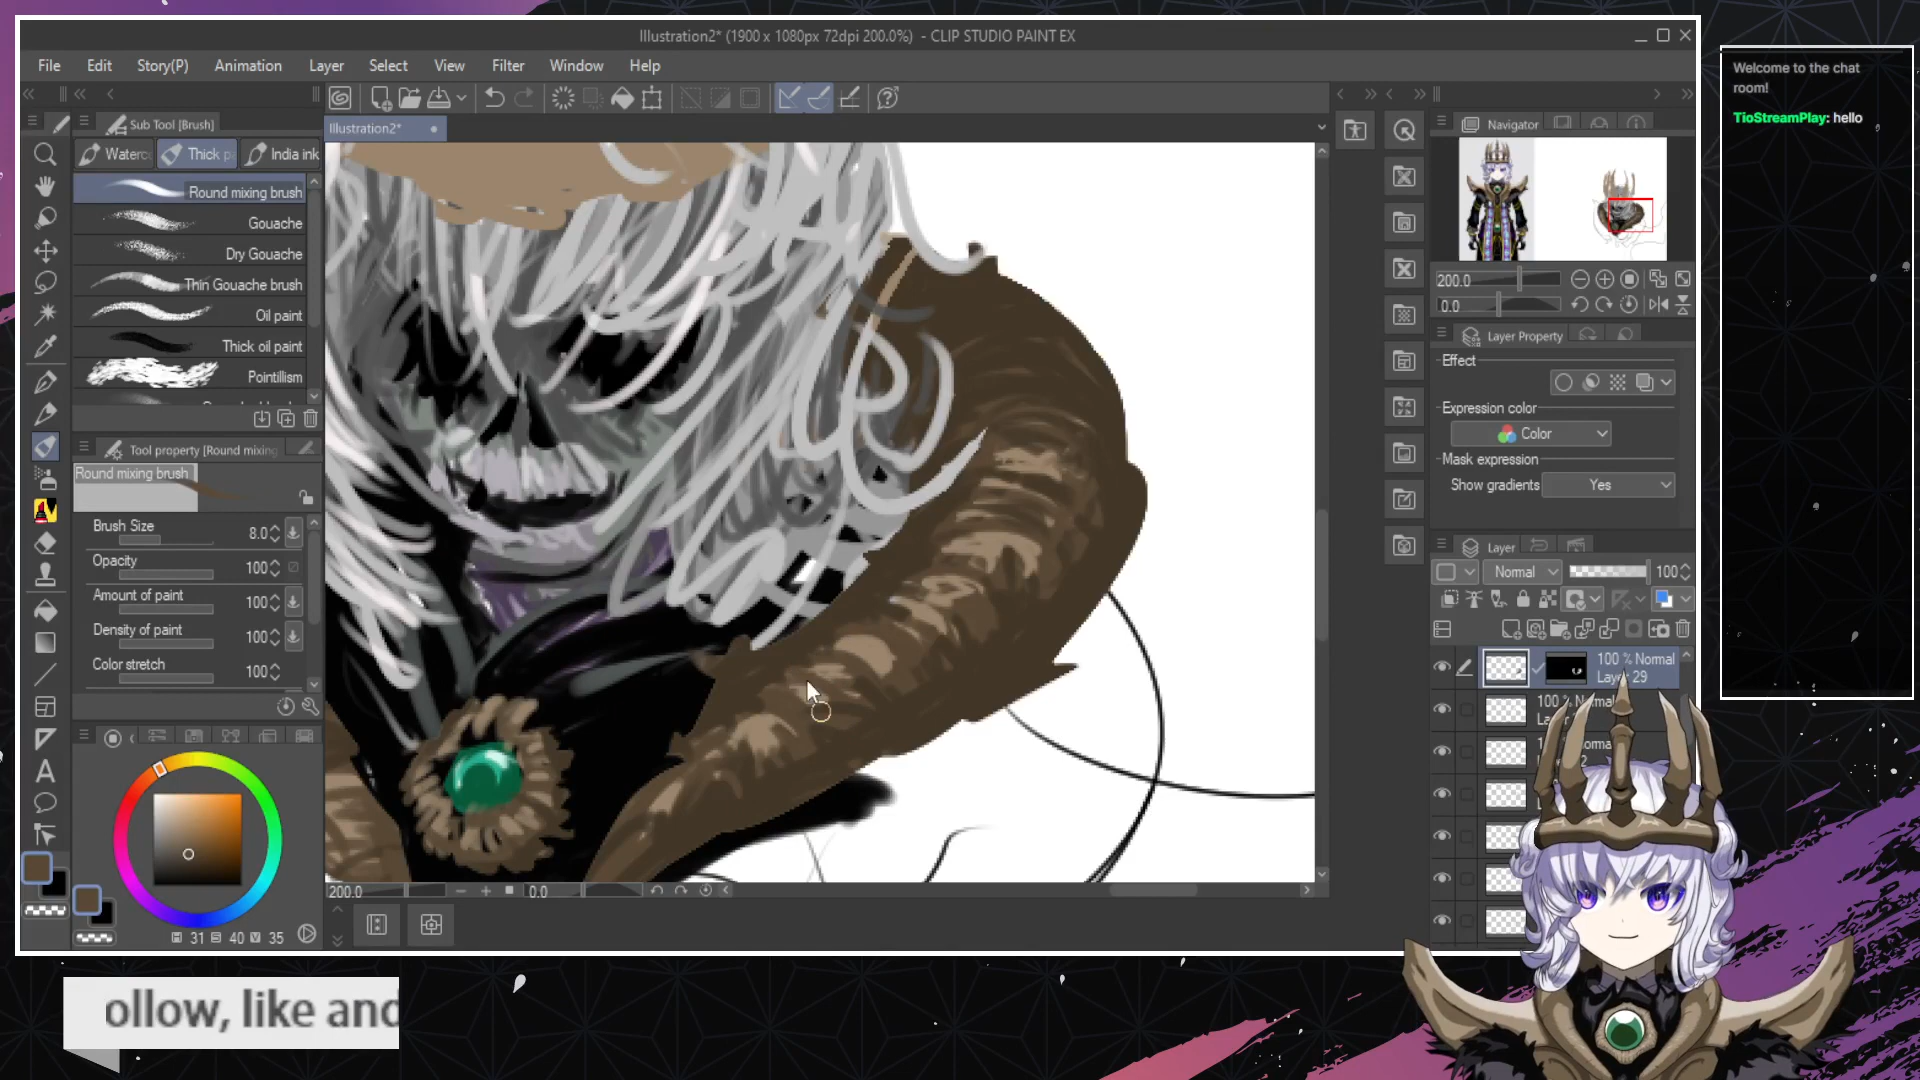 Illustration2* (1900 x 1080px 72dpi 200.0%) - CLIP STUDIO PAINT EX
File Edit Story(P) Animation Layer Select View Filter Window Help
Sub Tool [Brush]
Thick
India ink
Round mixing brush
Gouache
Dry Gouache
Thin Gouache brush
Oil paint
Thick oil paint
Pointillism
Tool property [Round mixing
Round mixing brush
Brush Size 8.0
Opacity 100
Amount of paint 100
Density of paint 100
Color stretch 100
31 40 35
Illustration2*
200.0 0.0
Navigator
200.0
0.0
Layer Property
Effect
Expression color
Color
Mask expression
Show gradients Yes
Layer
Normal 100
100 % Normal
Layer 29
100 % Normal
Welcome to the chat
room!
TioStreamPlay: hello
ollow, like and